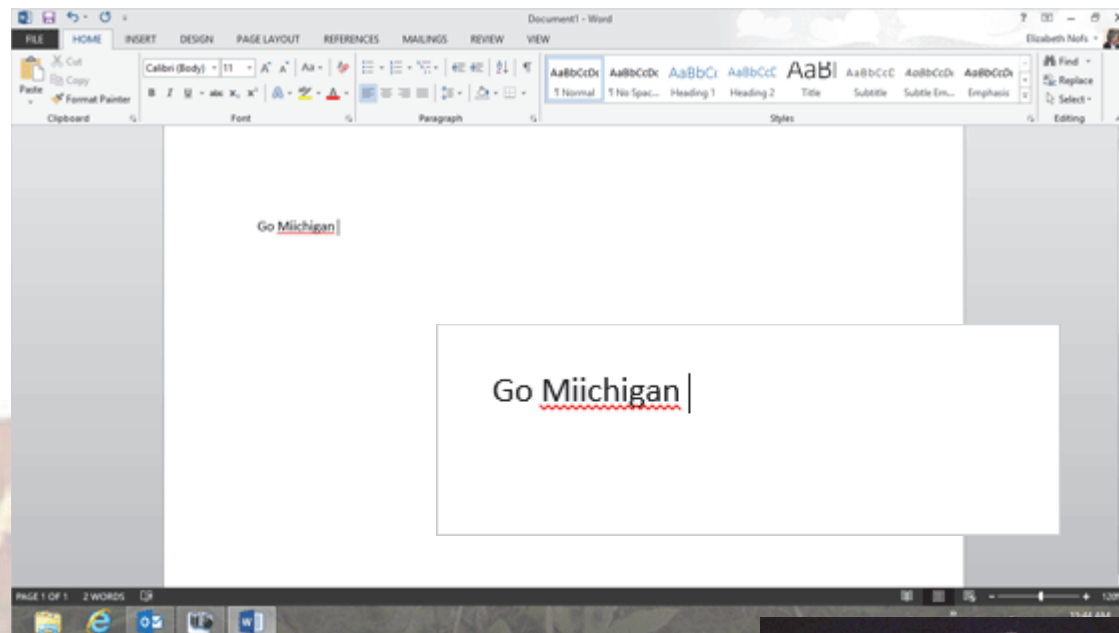 Document1 - Word
FILE HOME INSERT DESIGN PAGE LAYOUT REFERENCES MAILINGS REVIEW VIEW
Elizabeth Nofs
Cut
Copy
Paste
Format Painter
Calibri (Body) 11
AaBbCcDc AaBbCcDc AaBbCc AaBbCcC AaB AaBbCcC AaBbCcDc AaBbCcDc
¶ Normal ¶ No Spac... Heading 1 Heading 2 Title Subtitle Subtle Em... Emphasis
Find
Replace
Select
Clipboard Font Paragraph Styles Editing
Go Miichigan
Go Miichigan
PAGE 1 OF 1 2 WORDS